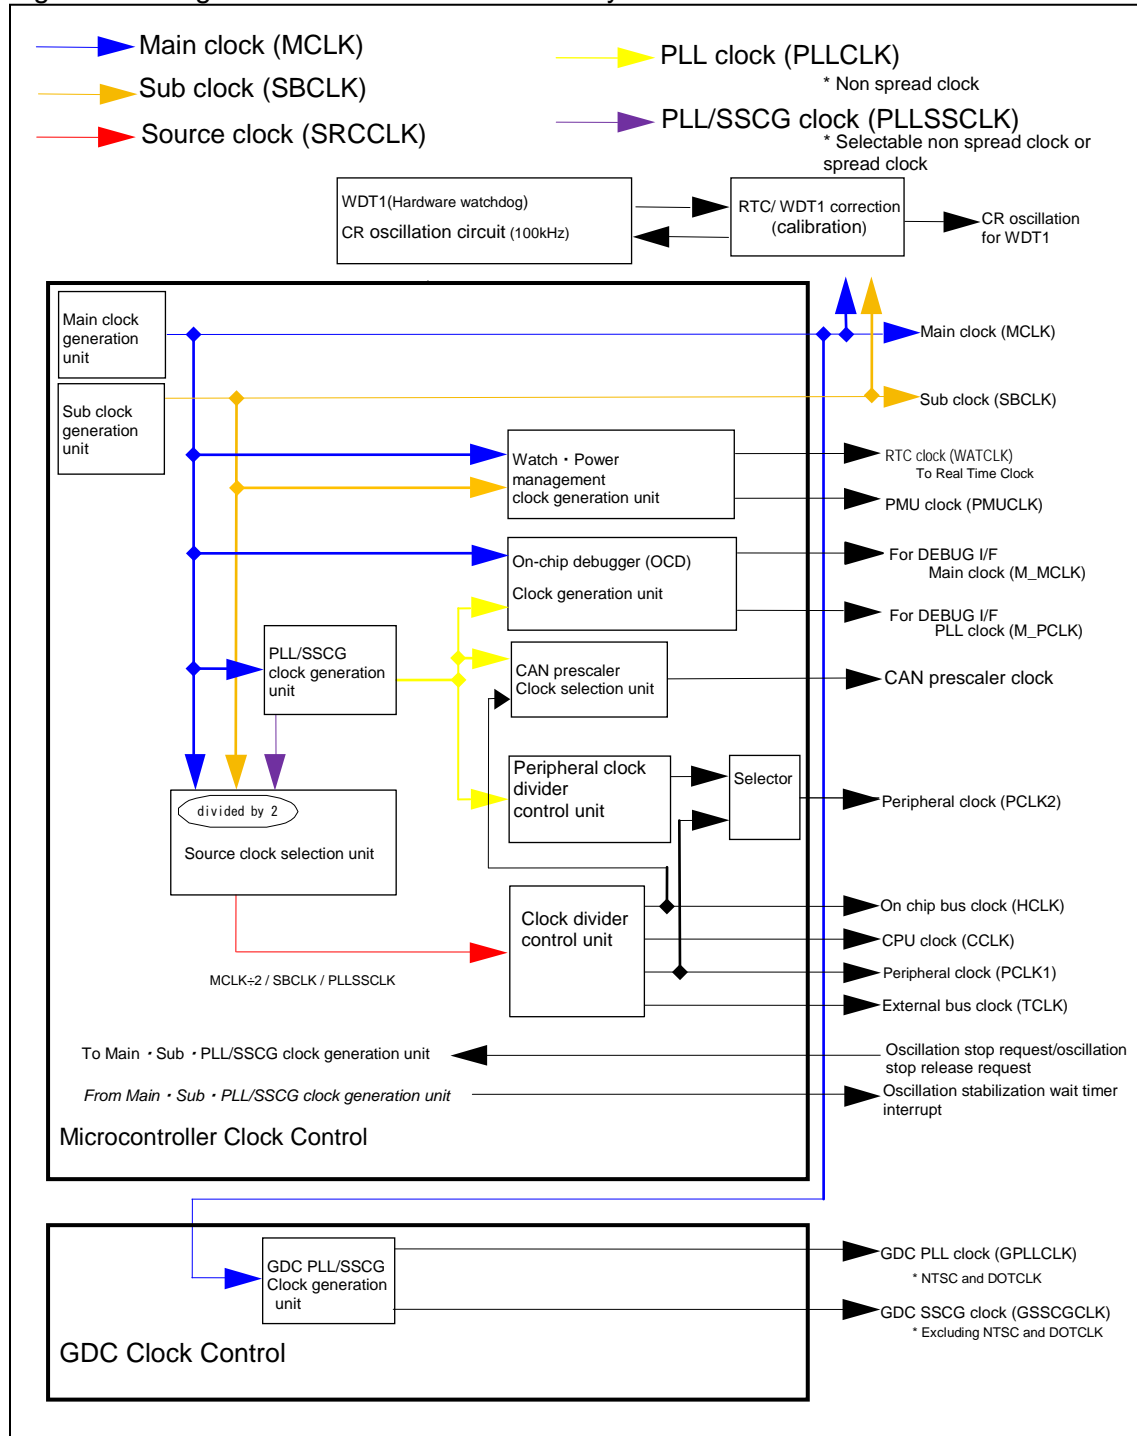 Main clock (MCLK)
Sub clock (SBCLK)
Source clock (SRCCLK)
PLL clock (PLLCLK)
* Non spread clock
PLL/SSCG clock (PLLSSCLK)
* Selectable non spread clock or
spread clock
WDT1(Hardware watchdog)
CR oscillation circuit (100kHz)
RTC/ WDT1 correction
(calibration)
CR oscillation
for WDT1
Main clock
generation
unit
Main clock (MCLK)
Sub clock
generation
unit
Sub clock (SBCLK)
Watch・Power
management
clock generation unit
RTC clock (WATCLK)
To Real Time Clock
PMU clock (PMUCLK)
On-chip debugger (OCD)
Clock generation unit
For DEBUG I/F
Main clock (M_MCLK)
For DEBUG I/F
PLL clock (M_PCLK)
PLL/SSCG
clock generation
unit
CAN prescaler
Clock selection unit
CAN prescaler clock
Peripheral clock
divider
control unit
Selector
Peripheral clock (PCLK2)
divided by 2
Source clock selection unit
Clock divider
control unit
On chip bus clock (HCLK)
CPU clock (CCLK)
Peripheral clock (PCLK1)
External bus clock (TCLK)
MCLK÷2 / SBCLK / PLLSSCLK
To Main・Sub・PLL/SSCG clock generation unit
Oscillation stop request/oscillation
stop release request
From Main・Sub・PLL/SSCG clock generation unit
Oscillation stabilization wait timer
interrupt
Microcontroller Clock Control
GDC PLL/SSCG
Clock generation
unit
GDC PLL clock (GPLLCLK)
* NTSC and DOTCLK
GDC SSCG clock (GSSCGCLK)
* Excluding NTSC and DOTCLK
GDC Clock Control